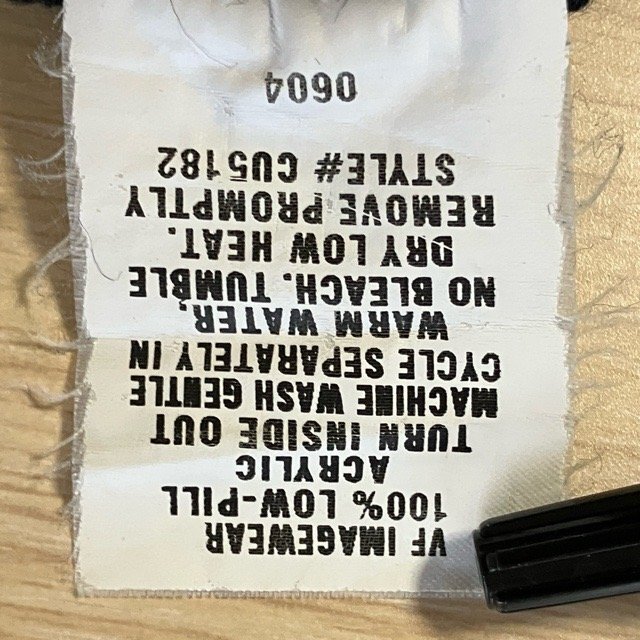 VF IMAGEWEAR
100% LOW-PILL
ACRYLIC
TURN INSIDE OUT
MACHINE WASH GENTLE
CYCLE SEPARATELY IN
WARM WATER,
NO BLEACH. TUMBLE
DRY LOW HEAT.
REMOVE PROMPTLY
STYLE# CU5182
0604